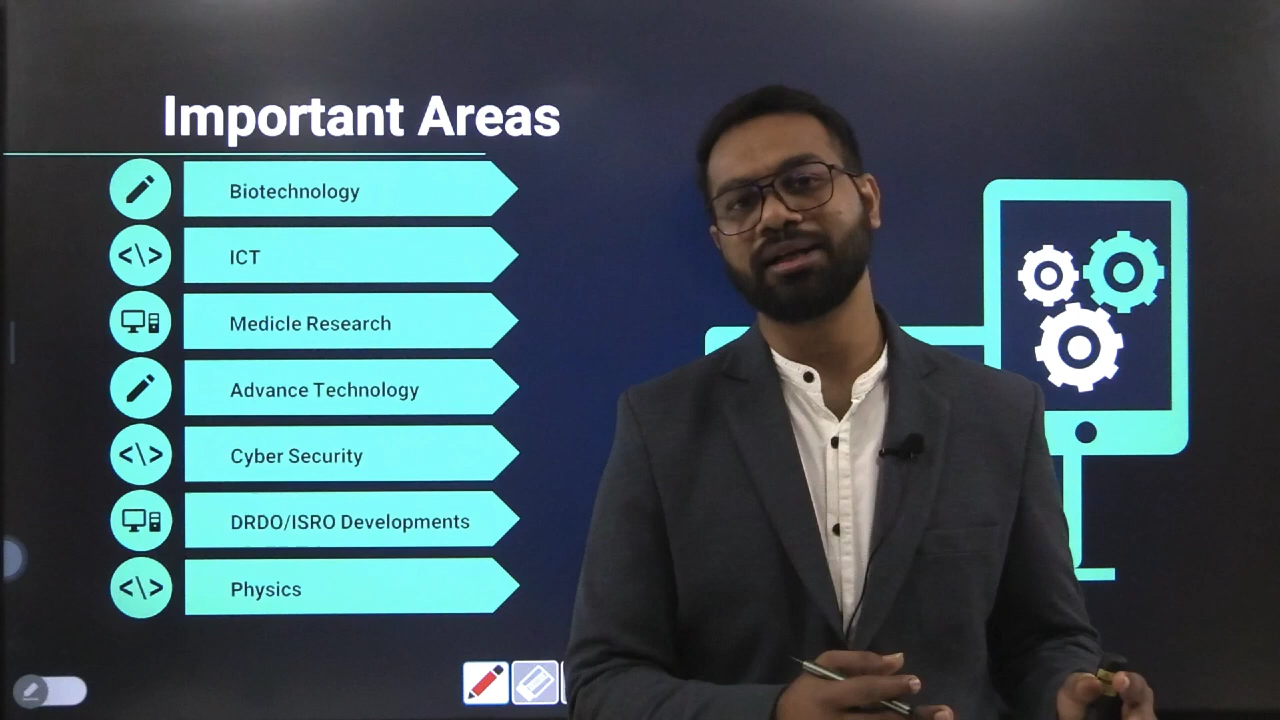 Important Areas
Biotechnology
ICT
Medicle Research
Advance Technology
Cyber Security
DRDO/ISRO Developments
Physics